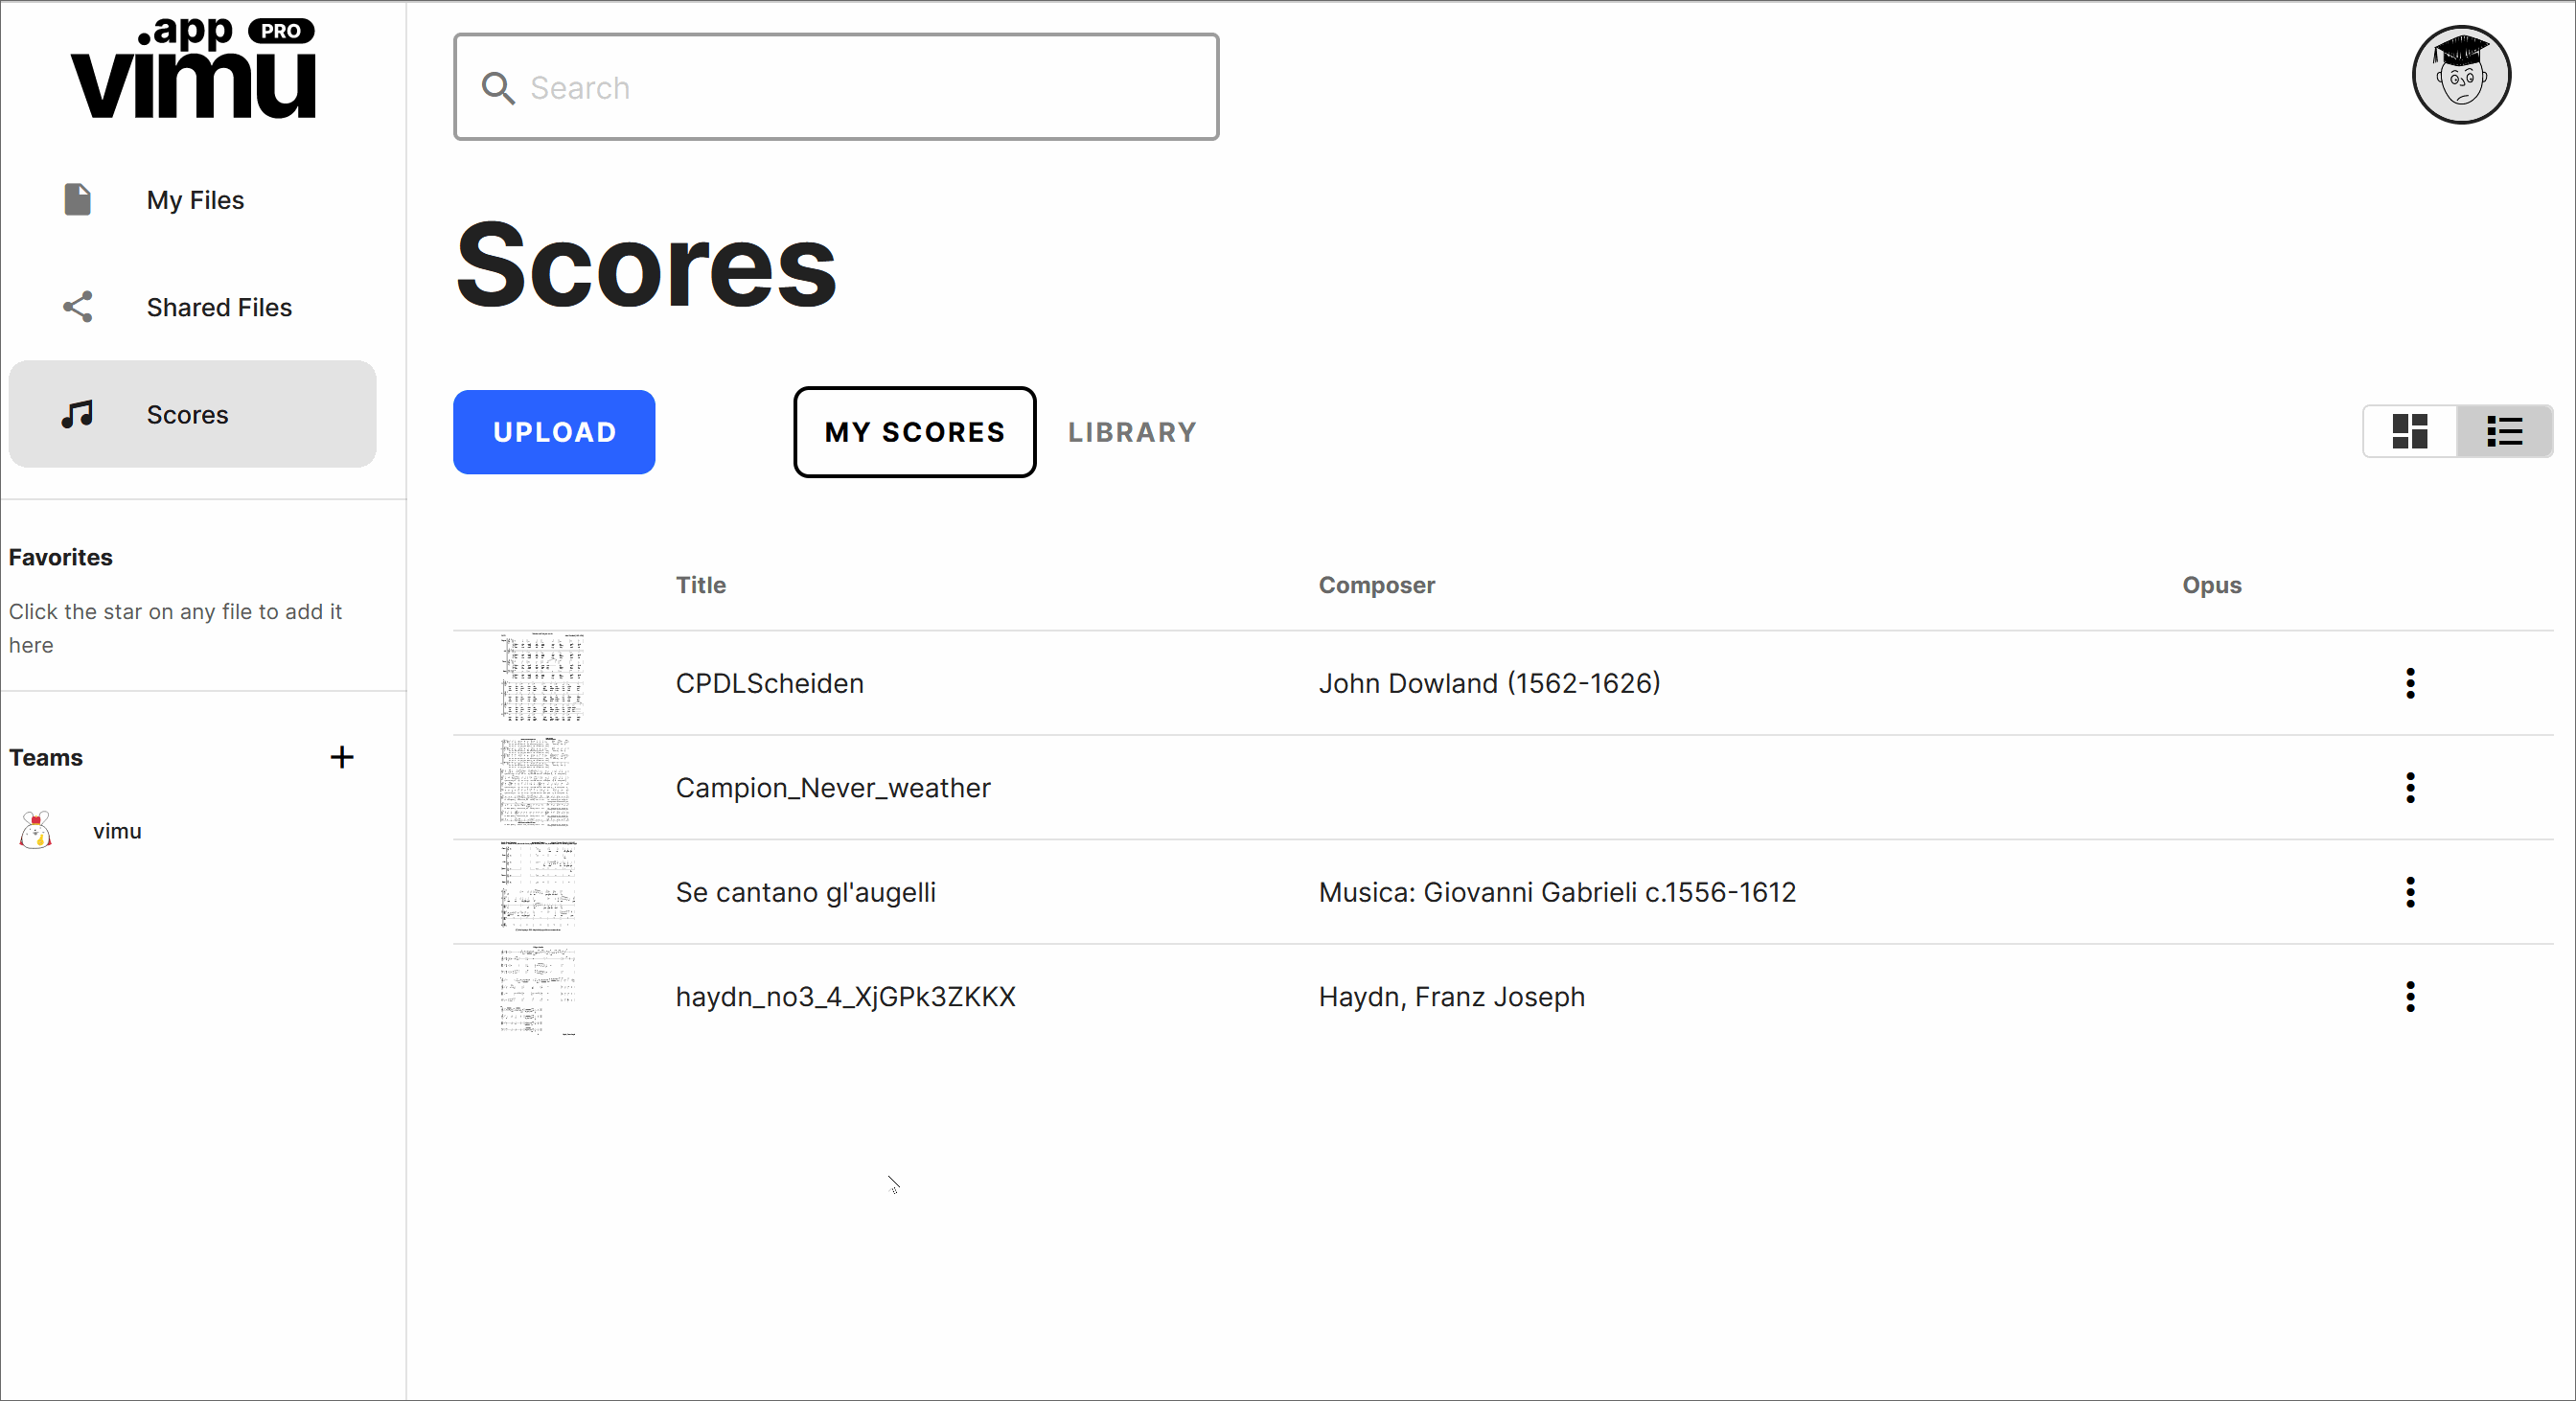 .app PRO
vimu
Search
My Files
Shared Files
Scores
Favorites
Click the star on any file to add it
here
Teams
vimu
Scores
UPLOAD
MY SCORES
LIBRARY
Title Composer Opus
CPDLScheiden John Dowland (1562-1626)
Campion_Never_weather
Se cantano gl'augelli Musica: Giovanni Gabrieli c.1556-1612
haydn_no3_4_XjGPk3ZKKX Haydn, Franz Joseph